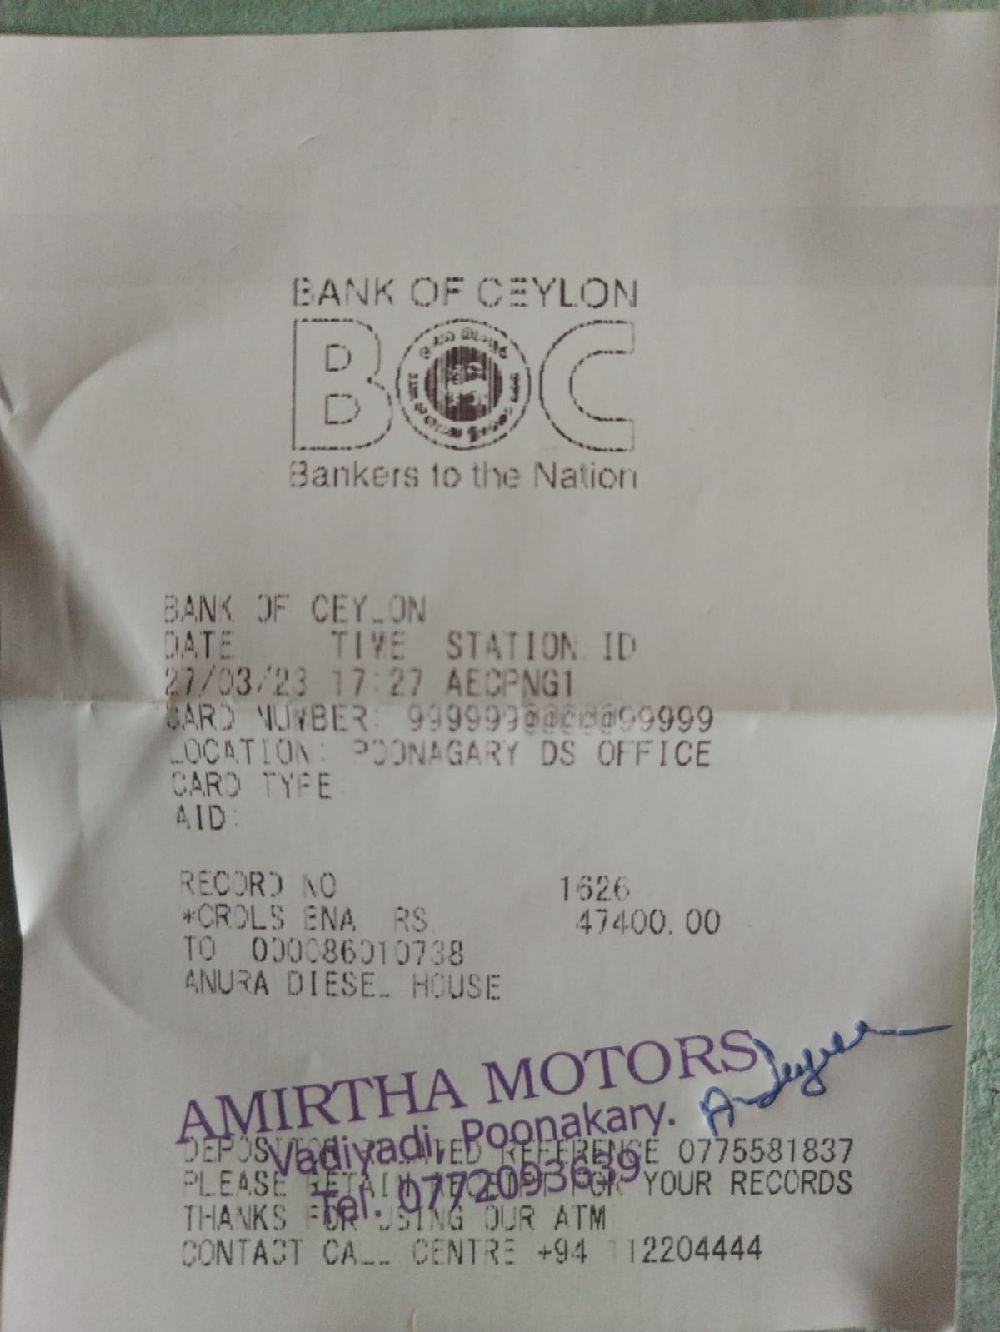 BANK OF CEYLON
BOC
Bankers to the Nation
BANK OF CEYLON
DATE TIME STATION ID
27/03/23 17:27 AECPNG1
CARD NUMBER: 999999@@@@@99999
LOCATION: POONAGARY DS OFFICE
CARD TYPE
AID:
RECORD NO 1626
*CRDLS ENA RS. 47400.00
TO 000086010738
ANURA DIESEL HOUSE
AMIRTHA MOTORS
Vadiyadi, Poonakary.
Tel. 0772093639
REFERENCE 0775581837
PLEASE RETAIN FOR YOUR RECORDS
THANKS FOR USING OUR ATM
CONTACT CALL CENTRE +94 112204444